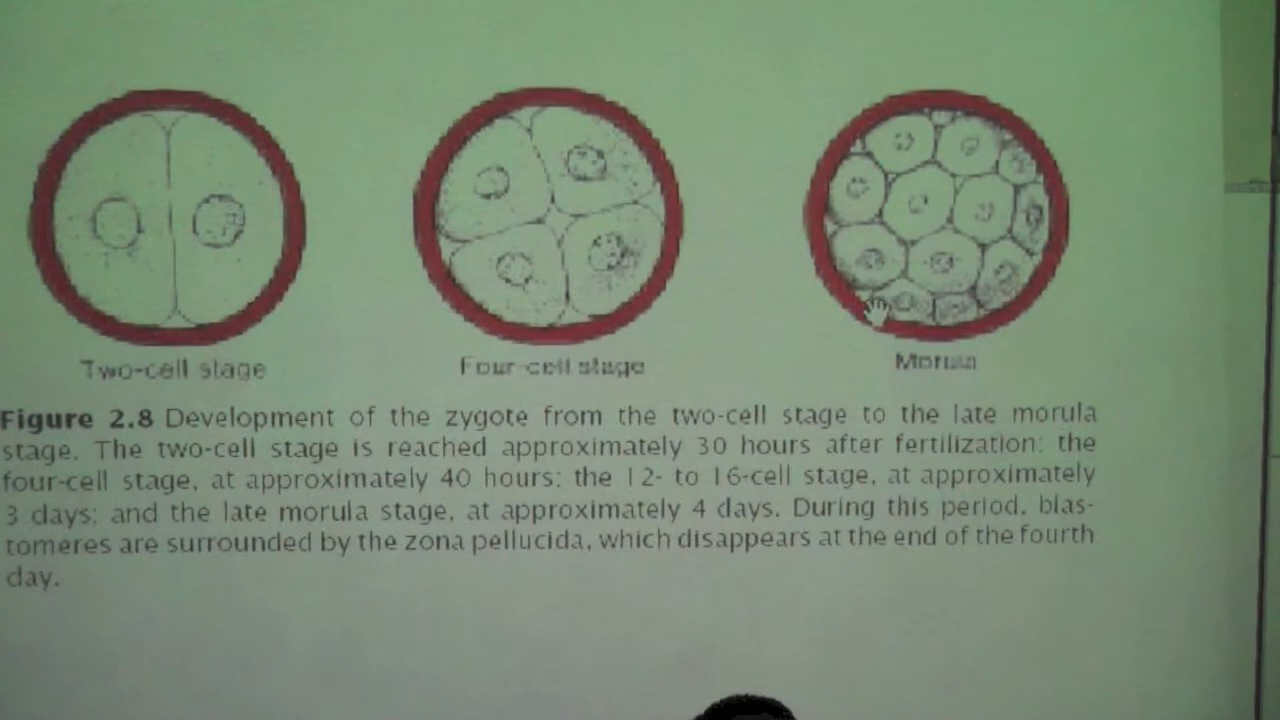 Two-cell stage
Four-cell stage
Morula
Figure 2.8 Development of the zygote from the two-cell stage to the late morula
stage. The two-cell stage is reached approximately 30 hours after fertilization; the
four-cell stage, at approximately 40 hours; the 12- to 16-cell stage, at approximately
3 days; and the late morula stage, at approximately 4 days. During this period, blas-
tomeres are surrounded by the zona pellucida, which disappears at the end of the fourth
day.